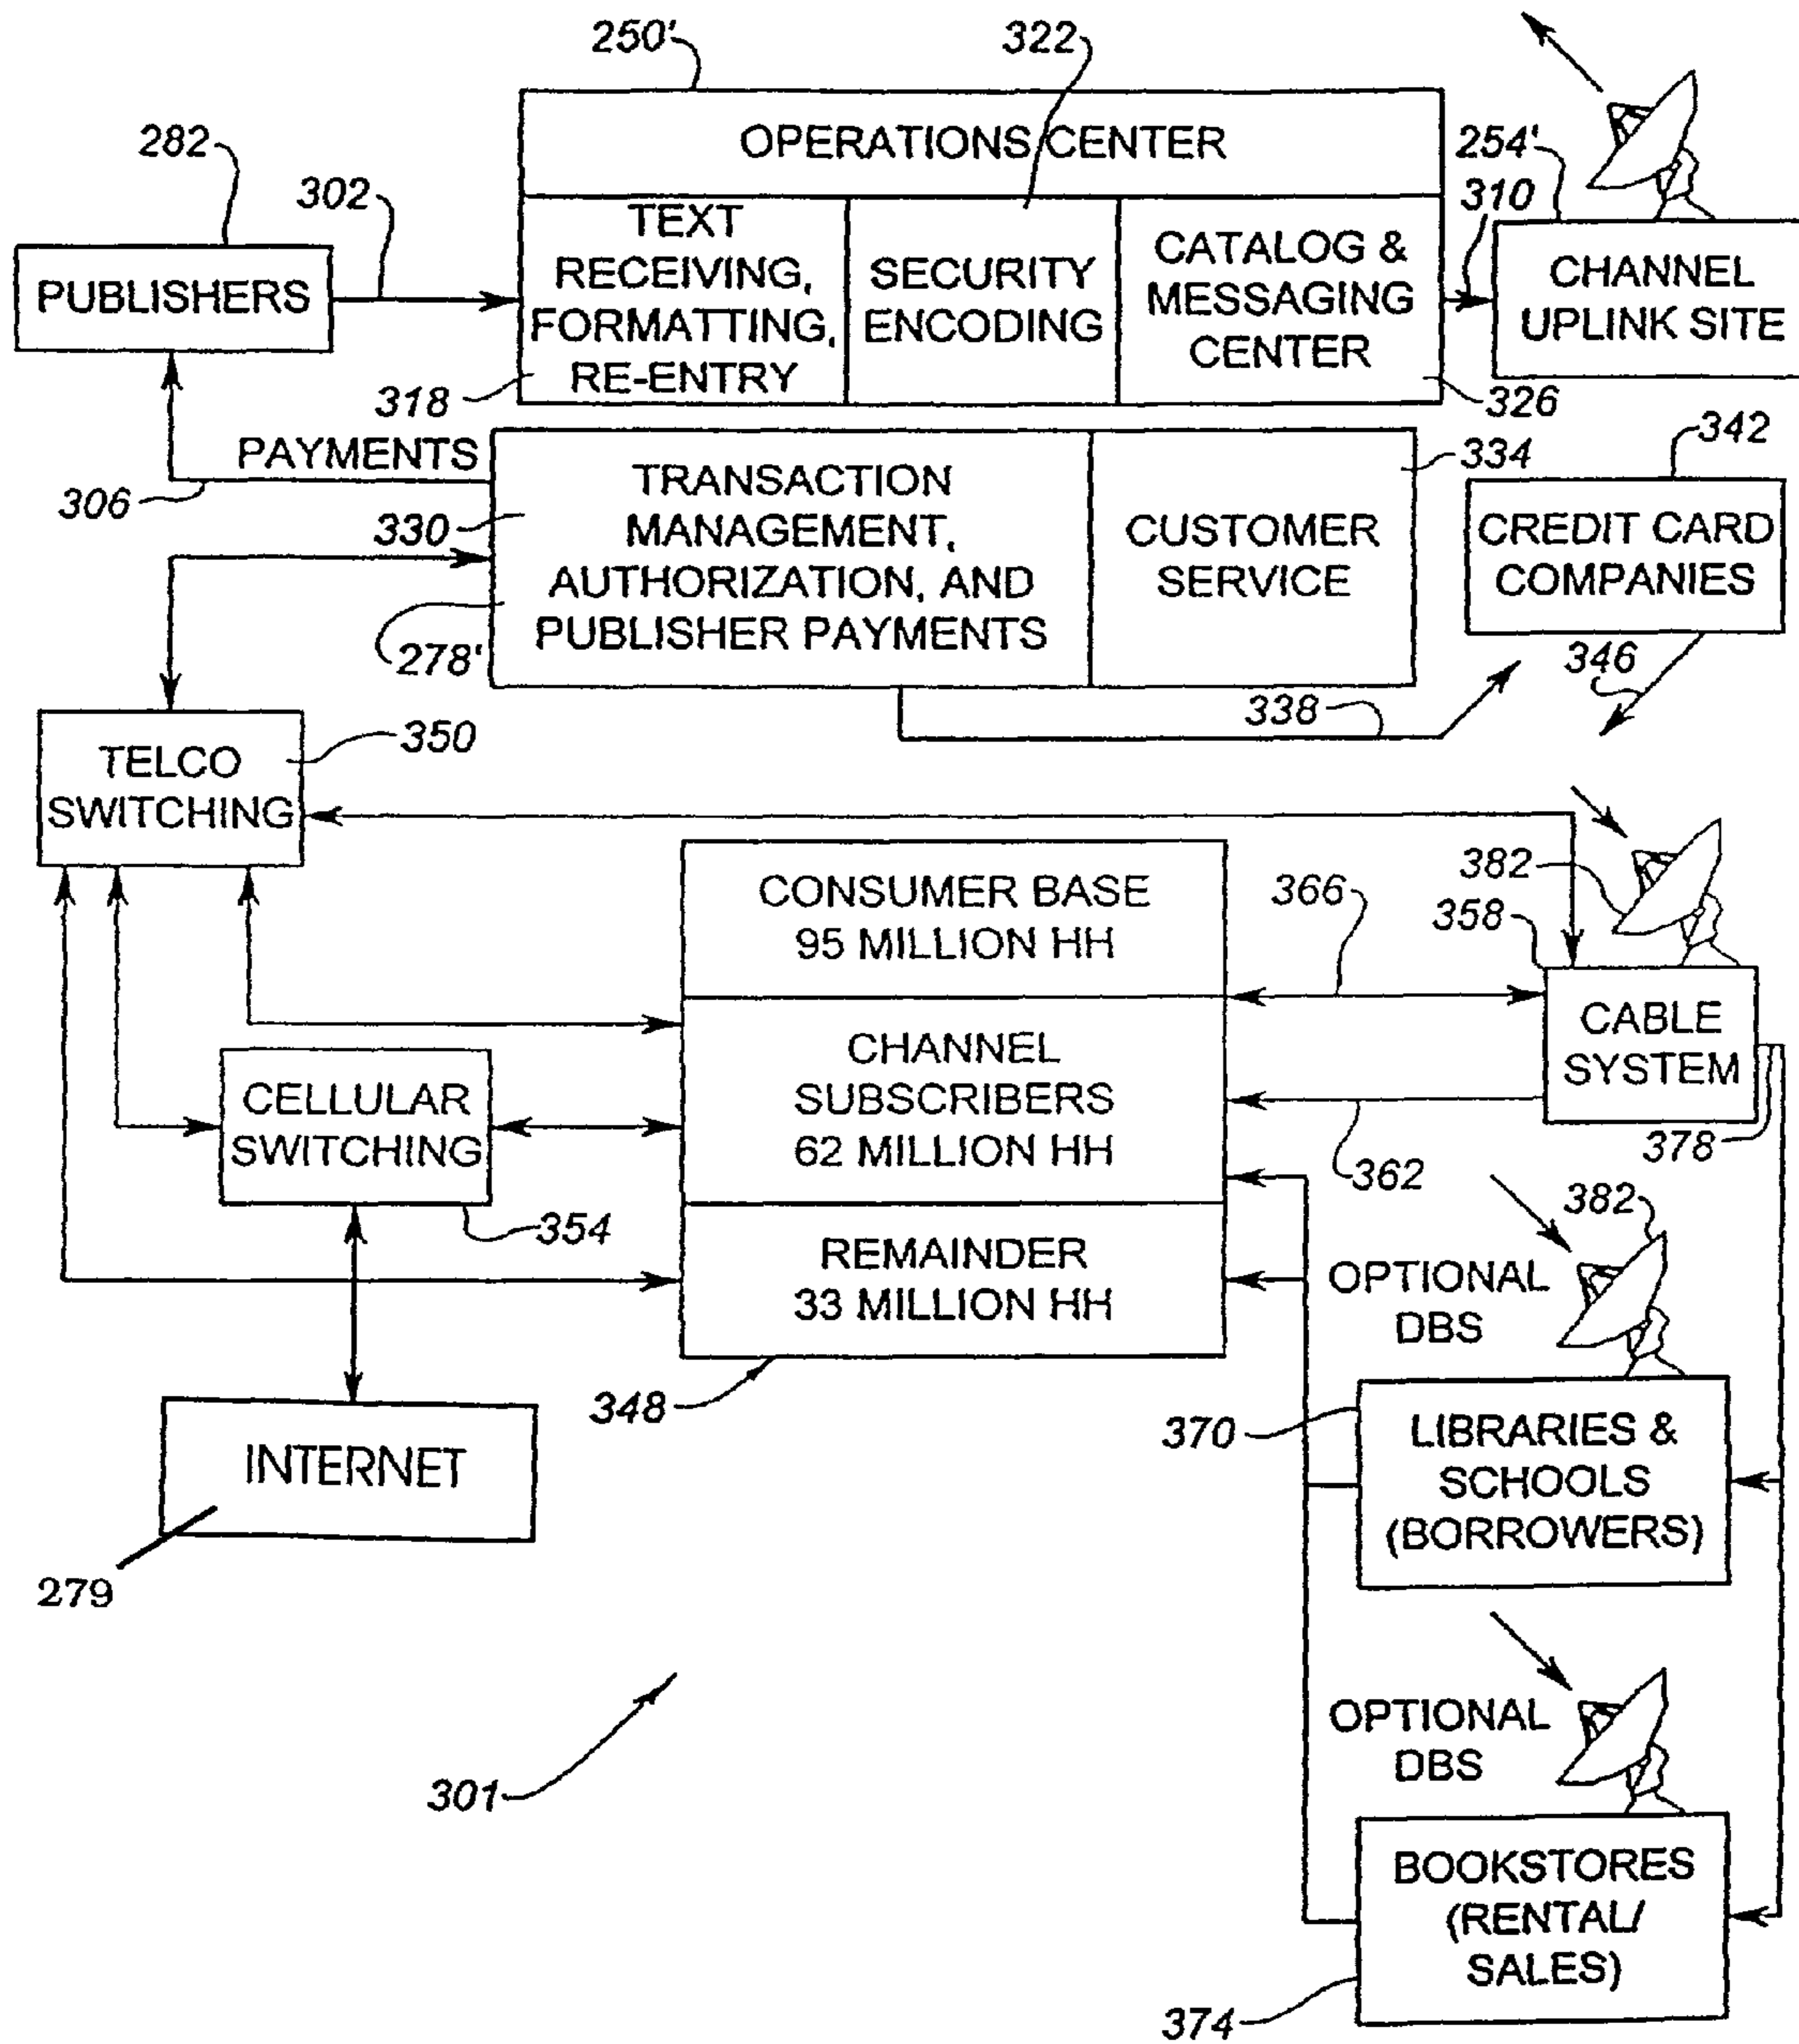 250'
322
OPERATIONS CENTER
282
302
254'
310
PUBLISHERS
TEXT
RECEIVING,
FORMATTING,
RE-ENTRY
318
SECURITY
ENCODING
CATALOG &
MESSAGING
CENTER
326
CHANNEL
UPLINK SITE
PAYMENTS
306
330
TRANSACTION
MANAGEMENT,
AUTHORIZATION, AND
PUBLISHER PAYMENTS
278'
334
CUSTOMER
SERVICE
342
CREDIT CARD
COMPANIES
346
338
350
TELCO
SWITCHING
CONSUMER BASE
95 MILLION HH
366
382
358
CHANNEL
SUBSCRIBERS
62 MILLION HH
CABLE
SYSTEM
378
362
CELLULAR
SWITCHING
354
REMAINDER
33 MILLION HH
348
382
OPTIONAL
DBS
370
LIBRARIES &
SCHOOLS
(BORROWERS)
INTERNET
279
301
OPTIONAL
DBS
BOOKSTORES
(RENTAL/
SALES)
374